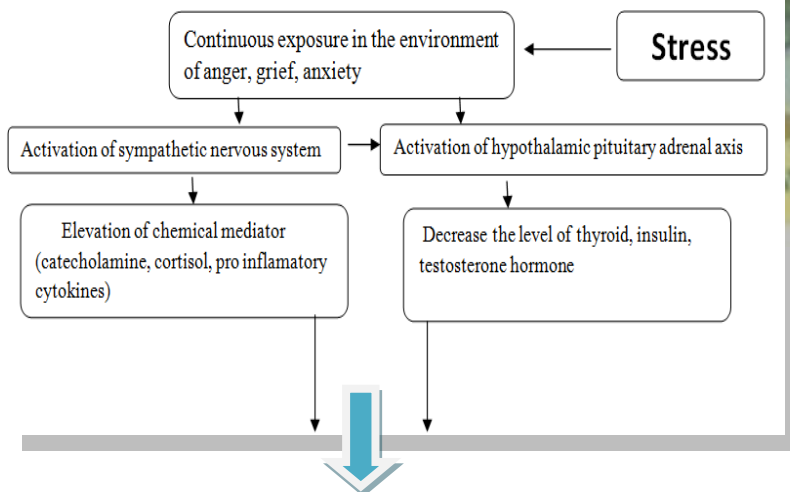 Continuous exposure in the environment
of anger, grief, anxiety
Stress
Activation of sympathetic nervous system
Activation of hypothalamic pituitary adrenal axis
Elevation of chemical mediator
(catecholamine, cortisol, pro inflamatory
cytokines)
Decrease the level of thyroid, insulin,
testosterone hormone